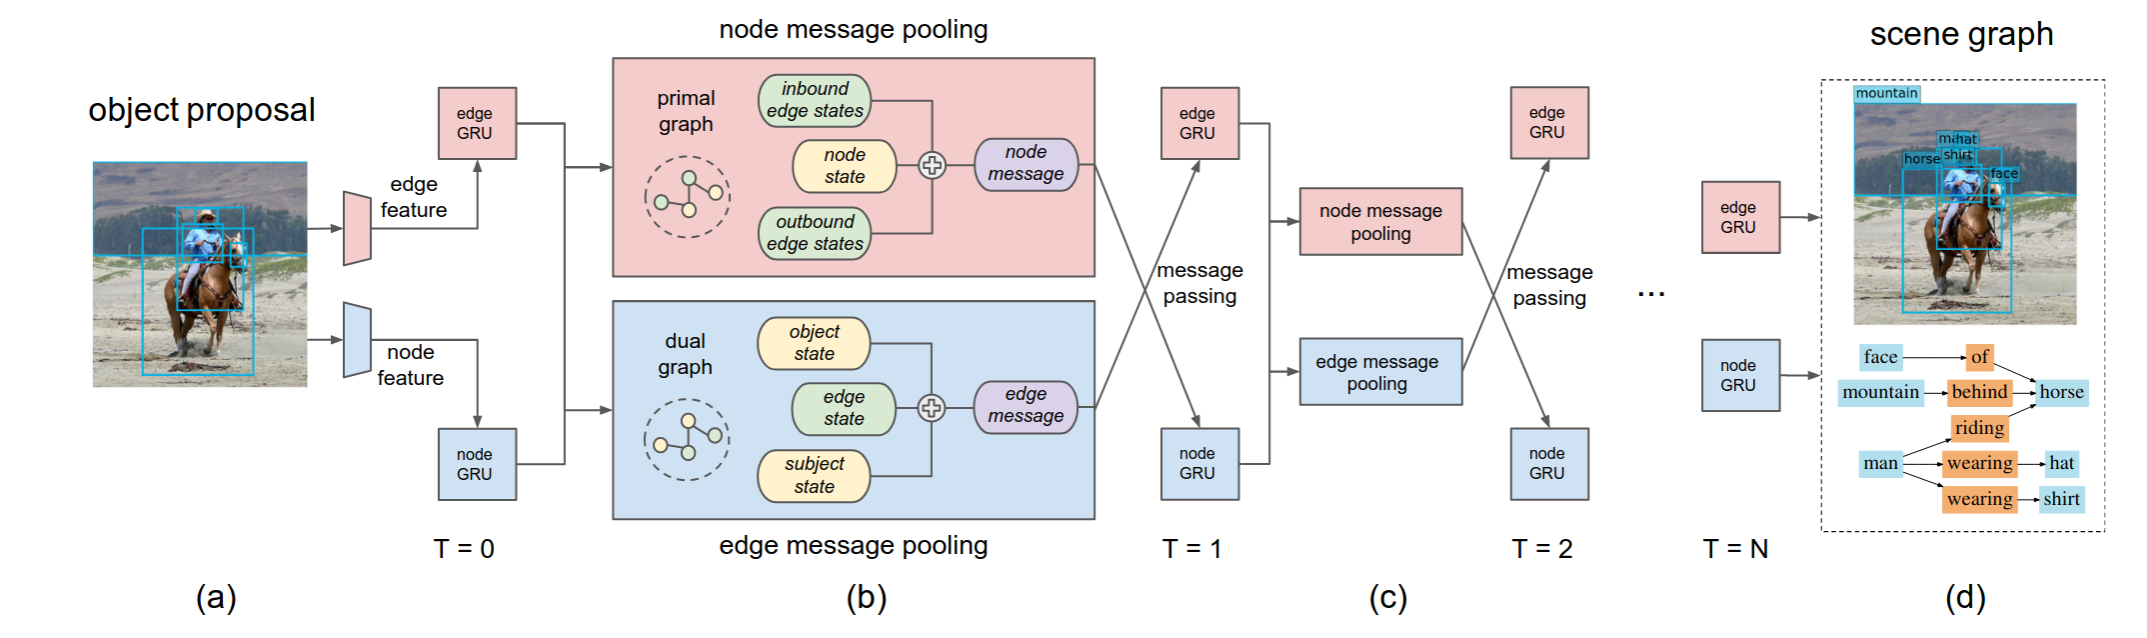 object proposal
edge
feature
node
feature
edge
GRU
node
GRU
T = 0
(a)
node message pooling
primal
graph
inbound
edge states
node
state
outbound
edge states
node
message
dual
graph
object
state
edge
state
subject
state
edge
message
edge message pooling
(b)
edge
GRU
message
passing
node
GRU
T = 1
node message
pooling
edge message
pooling
(c)
edge
GRU
message
passing
node
GRU
T = 2
...
edge
GRU
node
GRU
T = N
scene graph
mountain
hat
shirt
horse
face
face of
mountain behind horse
riding
man wearing hat
wearing shirt
(d)